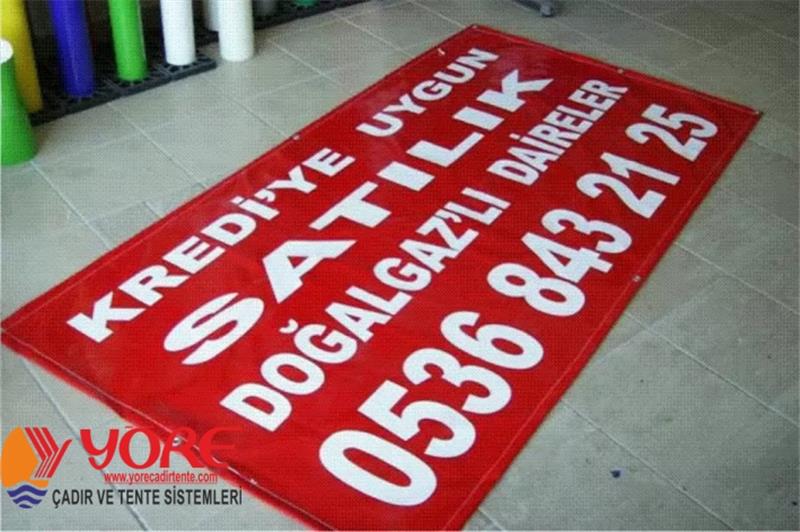 KREDİ'YE UYGUN
SATILIK
DOĞALGAZ'LI DAİRELER
0536 843 21 25
YÖRE
www.yorecadirtente.com
ÇADIR VE TENTE SİSTEMLERİ